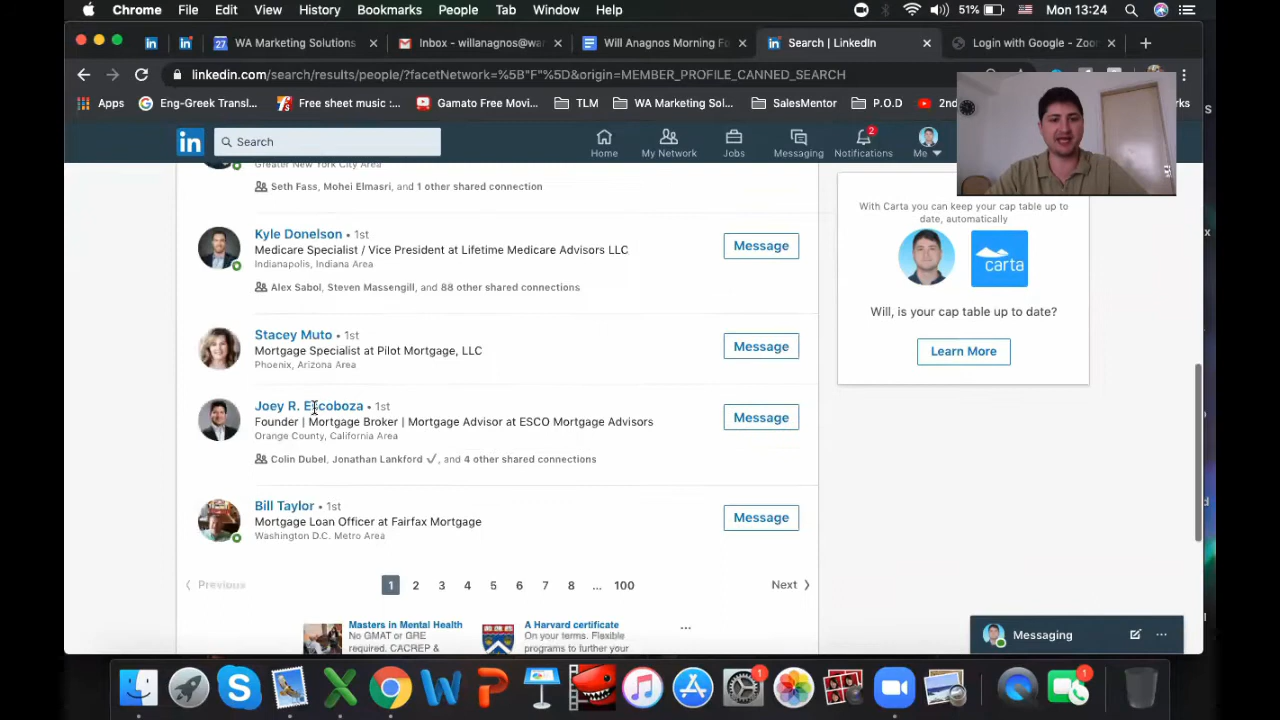 Chrome File Edit View History Bookmarks People Tab Window Help 51% Mon 13:24
27 WA Marketing Solutions × Inbox - willanagnos@wa × Will Anagnos Morning Fo × Search | LinkedIn × Login with Google - Zoo × +
linkedin.com/search/results/people/?facetNetwork=%5B"F"%5D&origin=MEMBER_PROFILE_CANNED_SEARCH
Apps Eng-Greek Transl... Free sheet music :... Gamato Free Movi... TLM WA Marketing Sol... SalesMentor P.O.D
in Search Home My Network Jobs Messaging 2 Notifications Me
Greater New York City Area
Seth Fass, Mohei Elmasri, and 1 other shared connection
Kyle Donelson • 1st
Medicare Specialist / Vice President at Lifetime Medicare Advisors LLC
Message
Indianapolis, Indiana Area
Alex Sabol, Steven Massengill, and 88 other shared connections
Stacey Muto • 1st
Mortgage Specialist at Pilot Mortgage, LLC
Message
Phoenix, Arizona Area
Joey R. Escoboza • 1st
Founder | Mortgage Broker | Mortgage Advisor at ESCO Mortgage Advisors
Message
Orange County, California Area
Colin Dubel, Jonathan Lankford ✓, and 4 other shared connections
Bill Taylor • 1st
Mortgage Loan Officer at Fairfax Mortgage
Message
Washington D.C. Metro Area
Previous 1 2 3 4 5 6 7 8 ... 100 Next
Masters in Mental Health
No GMAT or GRE
required. CACREP &
A Harvard certificate
On your terms. Flexible
programs to further your
...
With Carta you can keep your cap table up to
date, automatically
carta
Will, is your cap table up to date?
Learn More
Messaging ...
1 1